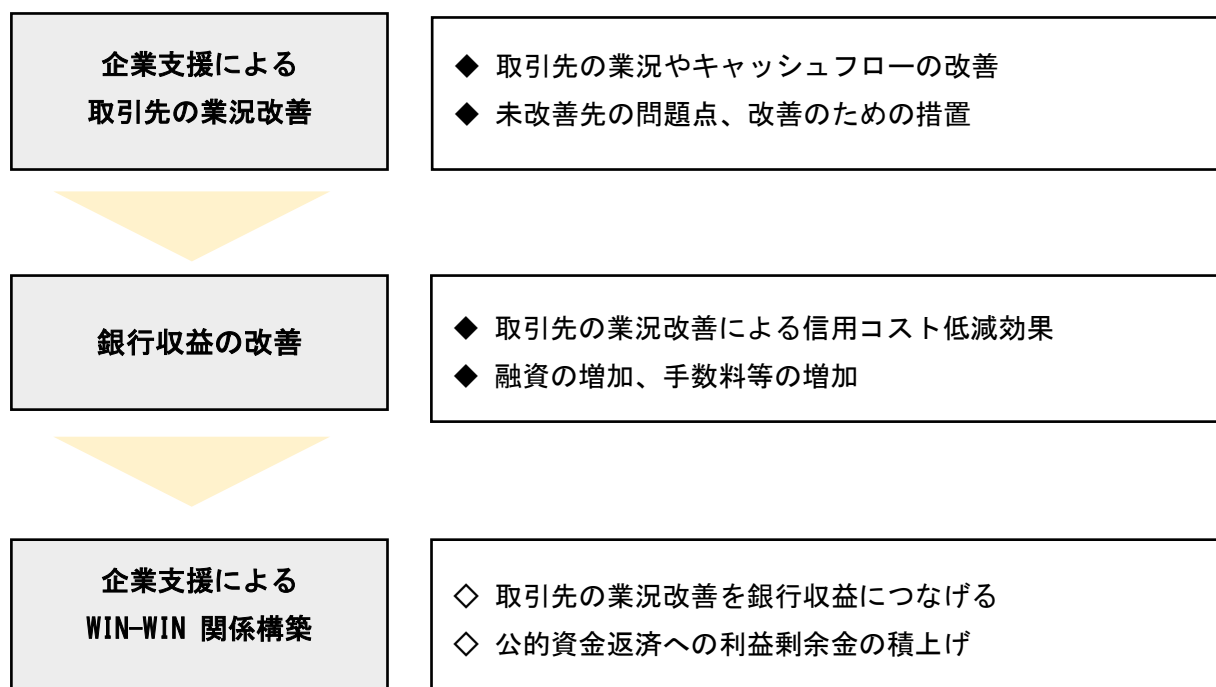 企業支援による
取引先の業況改善
◆ 取引先の業況やキャッシュフローの改善
◆ 未改善先の問題点、改善のための措置
銀行収益の改善
◆ 取引先の業況改善による信用コスト低減効果
◆ 融資の増加、手数料等の増加
企業支援による
WIN-WIN 関係構築
◇ 取引先の業況改善を銀行収益につなげる
◇ 公的資金返済への利益剰余金の積上げ